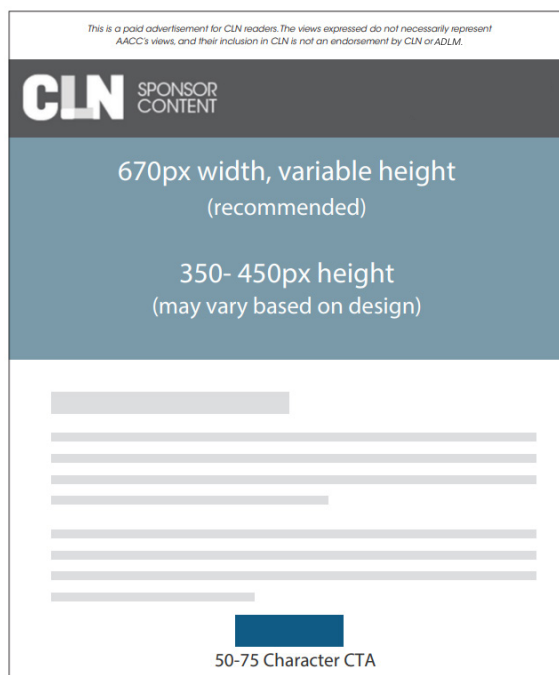 This is a paid advertisement for CLN readers. The views expressed do not necessarily represent
AACC's views, and their inclusion in CLN is not an endorsement by CLN or ADLM.
CLN SPONSOR
CONTENT
670px width, variable height
(recommended)
350- 450px height
(may vary based on design)
50-75 Character CTA